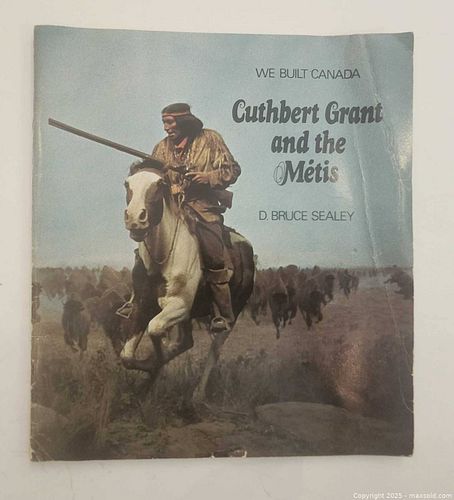 WE BUILT CANADA
Cuthbert Grant
and the
Métis
D. BRUCE SEALEY
Copyright 2025 - maxsold.com